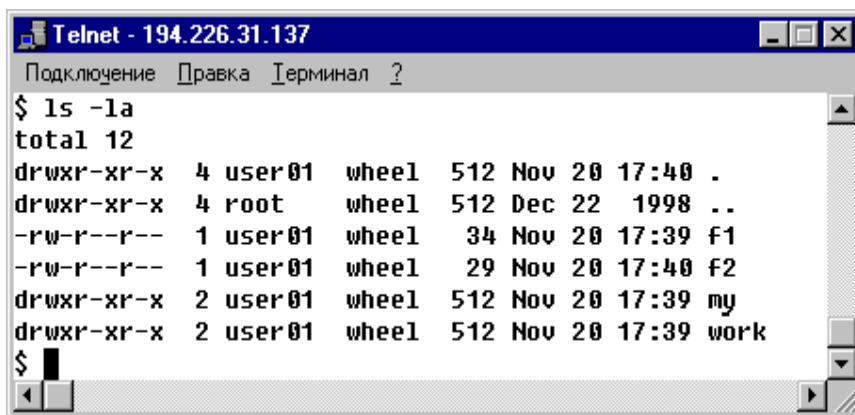 Telnet - 194.226.31.137
Подключение Правка Терминал ?
$ ls -la
total 12
drwxr-xr-x 4 user01 wheel 512 Nov 20 17:40 .
drwxr-xr-x 4 root wheel 512 Dec 22 1998 ..
-rw-r--r-- 1 user01 wheel 34 Nov 20 17:39 f1
-rw-r--r-- 1 user01 wheel 29 Nov 20 17:40 f2
drwxr-xr-x 2 user01 wheel 512 Nov 20 17:39 my
drwxr-xr-x 2 user01 wheel 512 Nov 20 17:39 work
$